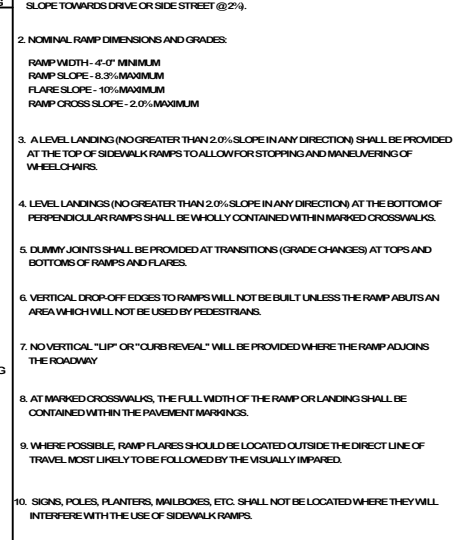 SLOPE TOWARDS DRIVE OR SIDE STREET @ 2%).
2. NOMINAL RAMP DIMENSIONS AND GRADES:
RAMP WIDTH - 4'-0" MINIMUM
RAMP SLOPE - 8.3% MAXIMUM
FLARE SLOPE - 10% MAXIMUM
RAMP CROSS SLOPE - 2.0% MAXIMUM
3. A LEVEL LANDING (NO GREATER THAN 2.0% SLOPE IN ANY DIRECTION) SHALL BE PROVIDED
AT THE TOP OF SIDEWALK RAMPS TO ALLOW FOR STOPPING AND MANEUVERING OF
WHEELCHAIRS.
4. LEVEL LANDINGS (NO GREATER THAN 2.0% SLOPE IN ANY DIRECTION) AT THE BOTTOM OF
PERPENDICULAR RAMPS SHALL BE WHOLLY CONTAINED WITHIN MARKED CROSSWALKS.
5. DUMMY JOINTS SHALL BE PROVIDED AT TRANSITIONS (GRADE CHANGES) AT TOPS AND
BOTTOMS OF RAMPS AND FLARES.
6. VERTICAL DROP-OFF EDGES TO RAMPS WILL NOT BE BUILT UNLESS THE RAMP ABUTS AN
AREA WHICH WILL NOT BE USED BY PEDESTRIANS.
7. NO VERTICAL "LIP" OR "CURB REVEAL" WILL BE PROVIDED WHERE THE RAMP ADJOINS
THE ROADWAY
G
8. AT MARKED CROSSWALKS, THE FULL WIDTH OF THE RAMP OR LANDING SHALL BE
CONTAINED WITHIN THE PAVEMENT MARKINGS.
9. WHERE POSSIBLE, RAMP FLARES SHOULD BE LOCATED OUTSIDE THE DIRECT LINE OF
TRAVEL MOST LIKELY TO BE FOLLOWED BY THE VISUALLY IMPARED.
10. SIGNS, POLES, PLANTERS, MAILBOXES, ETC. SHALL NOT BE LOCATED WHERE THEY WILL
INTERFERE WITH THE USE OF SIDEWALK RAMPS.